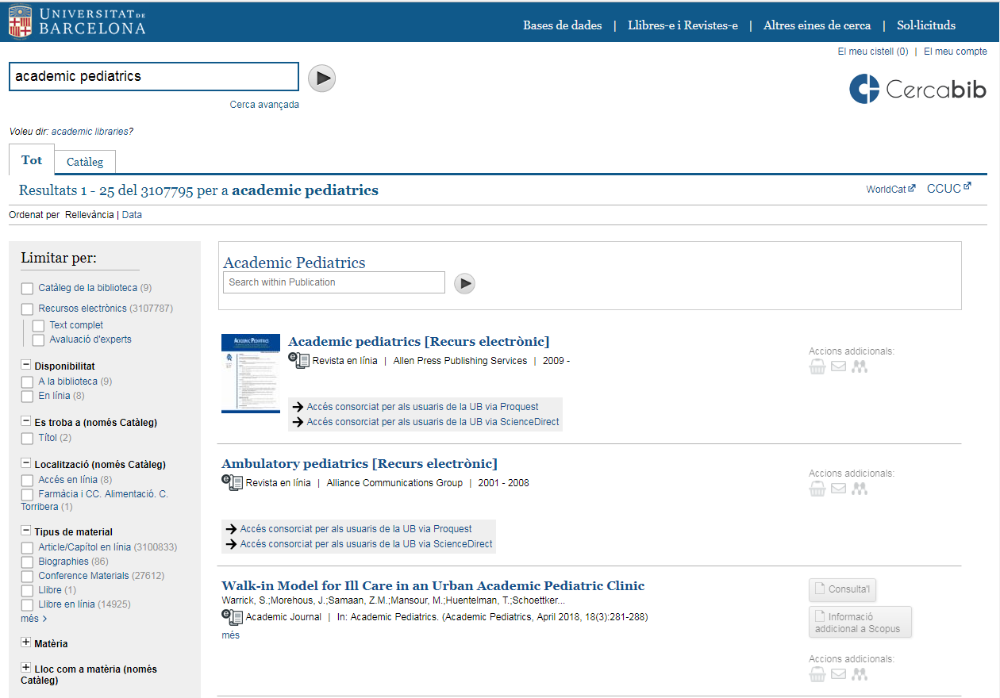 UNIVERSITAT DE
BARCELONA
Bases de dades | Llibres-e i Revistes-e | Altres eines de cerca | Sol·licituds
El meu cistell (0) | El meu compte
academic pediatrics
Cercabib
Cerca avançada
Voleu dir: academic libraries?
Tot
Catàleg
Resultats 1 - 25 del 3107795 per a academic pediatrics
WorldCat
CCUC
Ordenat per Rellevància | Data
Limitar per:
Catàleg de la biblioteca (9)
Recursos electrònics (3107787)
Text complet
Avaluació d'experts
Disponibilitat
A la biblioteca (9)
En línia (8)
Es troba a (només Catàleg)
Títol (2)
Localització (només Catàleg)
Accés en línia (8)
Farmàcia i CC. Alimentació. C.
Torribera (1)
Tipus de material
Article/Capítol en línia (3100833)
Biographies (86)
Conference Materials (27612)
Llibre (1)
Llibre en línia (14925)
més >
Matèria
Lloc com a matèria (només
Catàleg)
Academic Pediatrics
Search within Publication
ACADEMIC PEDIATRICS
Academic pediatrics [Recurs electrònic]
Revista en línia | Allen Press Publishing Services | 2009 -
Accés consorciat per als usuaris de la UB via Proquest
Accés consorciat per als usuaris de la UB via ScienceDirect
Accions addicionals:
Ambulatory pediatrics [Recurs electrònic]
Revista en línia | Alliance Communications Group | 2001 - 2008
Accés consorciat per als usuaris de la UB via Proquest
Accés consorciat per als usuaris de la UB via ScienceDirect
Accions addicionals:
Walk-in Model for Ill Care in an Urban Academic Pediatric Clinic
Warrick, S.;Morehous, J.;Samaan, Z.M.;Mansour, M.;Huentelman, T.;Schoettker...
Academic Journal | In: Academic Pediatrics. (Academic Pediatrics, April 2018, 18(3):281-288)
més
Consulta'l
Informació
addicional a Scopus
Accions addicionals: